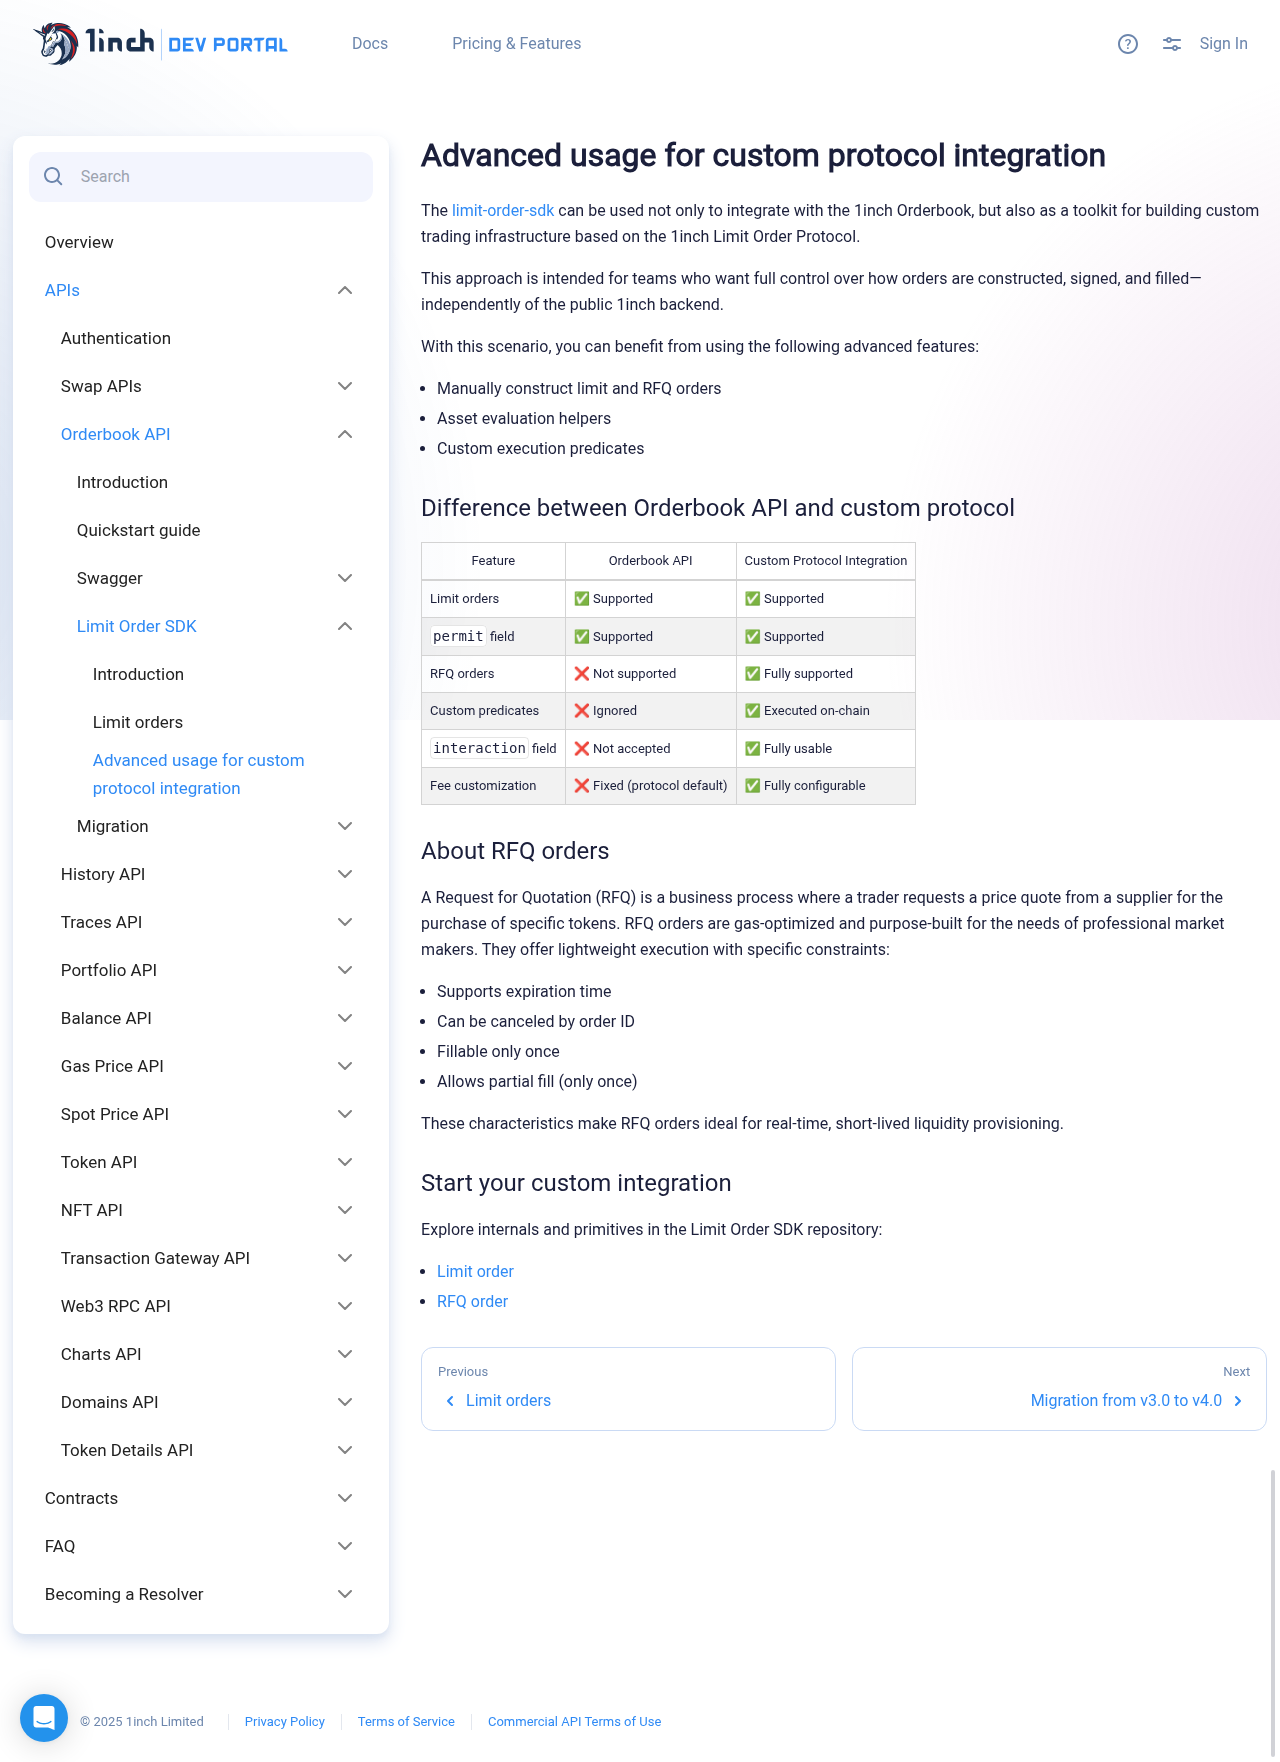 1inch DEV PORTAL
Docs
Pricing & Features
Sign In
Search
Overview
APIs
Authentication
Swap APIs
Orderbook API
Introduction
Quickstart guide
Swagger
Limit Order SDK
Introduction
Limit orders
Advanced usage for custom
protocol integration
Migration
History API
Traces API
Portfolio API
Balance API
Gas Price API
Spot Price API
Token API
NFT API
Transaction Gateway API
Web3 RPC API
Charts API
Domains API
Token Details API
Contracts
FAQ
Becoming a Resolver
Advanced usage for custom protocol integration
The limit-order-sdk can be used not only to integrate with the 1inch Orderbook, but also as a toolkit for building custom
trading infrastructure based on the 1inch Limit Order Protocol.
This approach is intended for teams who want full control over how orders are constructed, signed, and filled—
independently of the public 1inch backend.
With this scenario, you can benefit from using the following advanced features:
• Manually construct limit and RFQ orders
• Asset evaluation helpers
• Custom execution predicates
Difference between Orderbook API and custom protocol
Feature Orderbook API Custom Protocol Integration
Limit orders ✅ Supported ✅ Supported
permit field ✅ Supported ✅ Supported
RFQ orders ❌ Not supported ✅ Fully supported
Custom predicates ❌ Ignored ✅ Executed on-chain
interaction field ❌ Not accepted ✅ Fully usable
Fee customization ❌ Fixed (protocol default) ✅ Fully configurable
About RFQ orders
A Request for Quotation (RFQ) is a business process where a trader requests a price quote from a supplier for the
purchase of specific tokens. RFQ orders are gas-optimized and purpose-built for the needs of professional market
makers. They offer lightweight execution with specific constraints:
• Supports expiration time
• Can be canceled by order ID
• Fillable only once
• Allows partial fill (only once)
These characteristics make RFQ orders ideal for real-time, short-lived liquidity provisioning.
Start your custom integration
Explore internals and primitives in the Limit Order SDK repository:
• Limit order
• RFQ order
Previous
Limit orders
Next
Migration from v3.0 to v4.0
© 2025 1inch Limited
Privacy Policy
Terms of Service
Commercial API Terms of Use